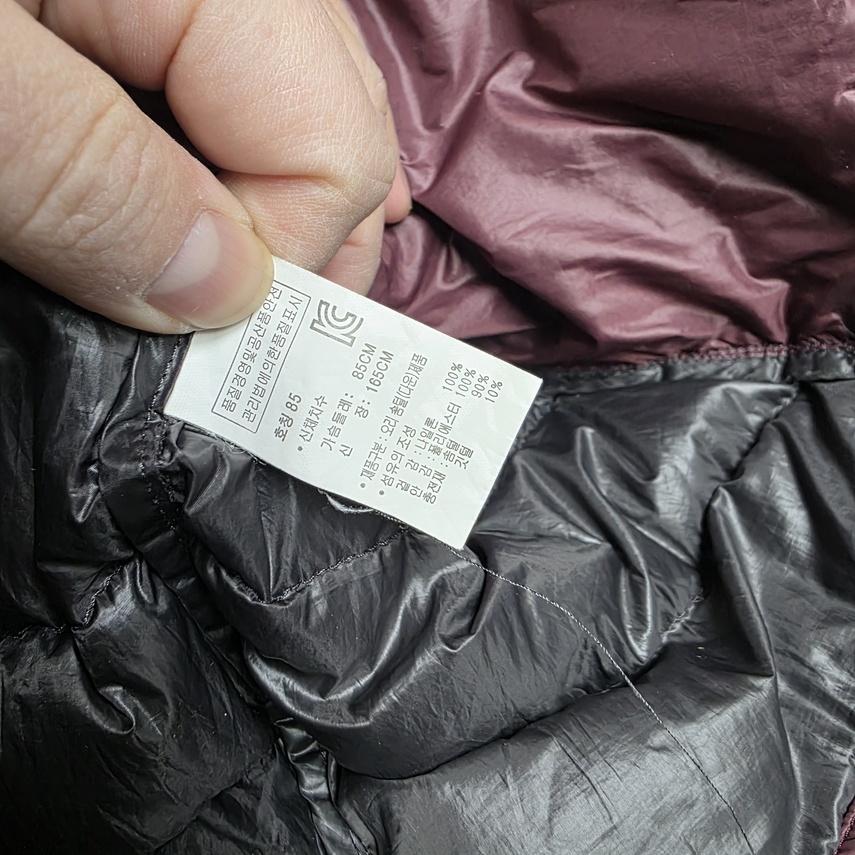 품질경영및공산품안전
관리법에의한품질표시
KC
호칭 85
• 신체치수
가슴둘레 : 85CM
신 장 : 165CM
• 제품구분 : 오리솜털(다운)제품
• 섬유의 조성
겉감 : 나일론 100%
안감 : 폴리에스터 100%
충전재 : 솜털 90%
깃털 10%